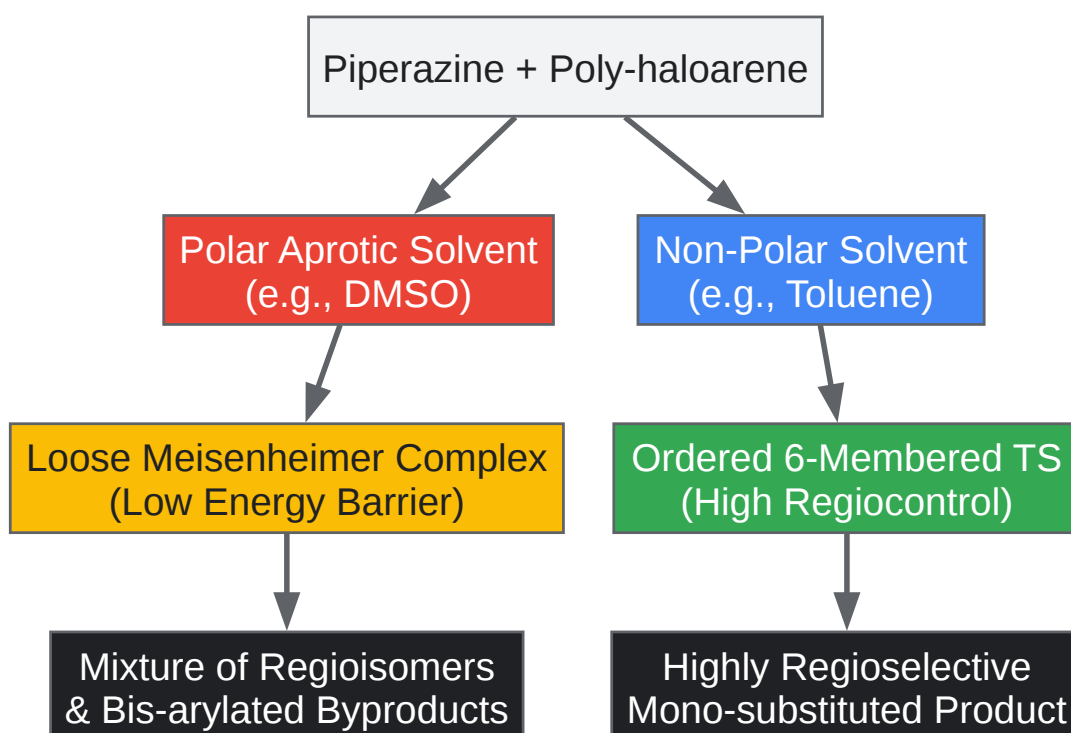 Piperazine + Poly-haloarene
Polar Aprotic Solvent
(e.g., DMSO)
Non-Polar Solvent
(e.g., Toluene)
Loose Meisenheimer Complex
(Low Energy Barrier)
Ordered 6-Membered TS
(High Regiocontrol)
Mixture of Regioisomers
& Bis-arylated Byproducts
Highly Regioselective
Mono-substituted Product